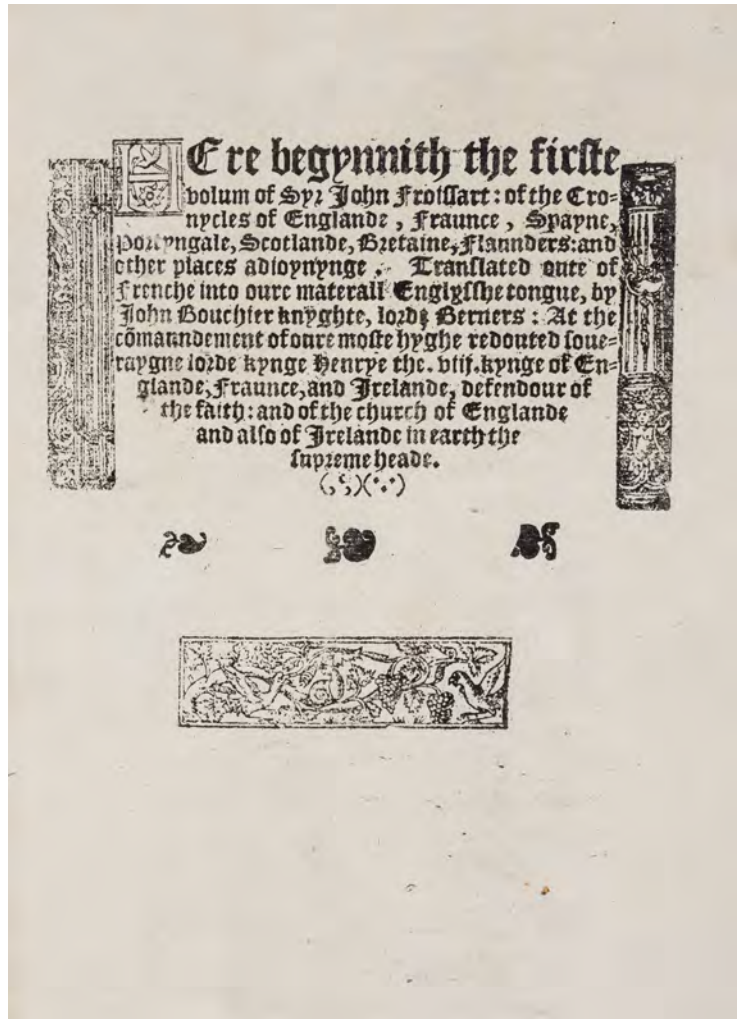 HEre begynnith the firste
volum of Syr John Froissart: of the Cro-
nycles of Englande, Fraunce, Spayne,
Portyngale, Scotlande, Bretaine, Flaunders: and
other places adioynynge. Translated oute of
Frenche into oure materall Englysshe tongue, by
John Bouchier knyghte, lorde Berners: At the
cōmaundement of oure moste hyghe redouted soue-
raygne lorde kynge Henrye the. viij. kynge of En-
glande, Fraunce, and Irelande, defendour of
the faith: and of the church of Englande
and also of Irelande in earth the
supreme heade.